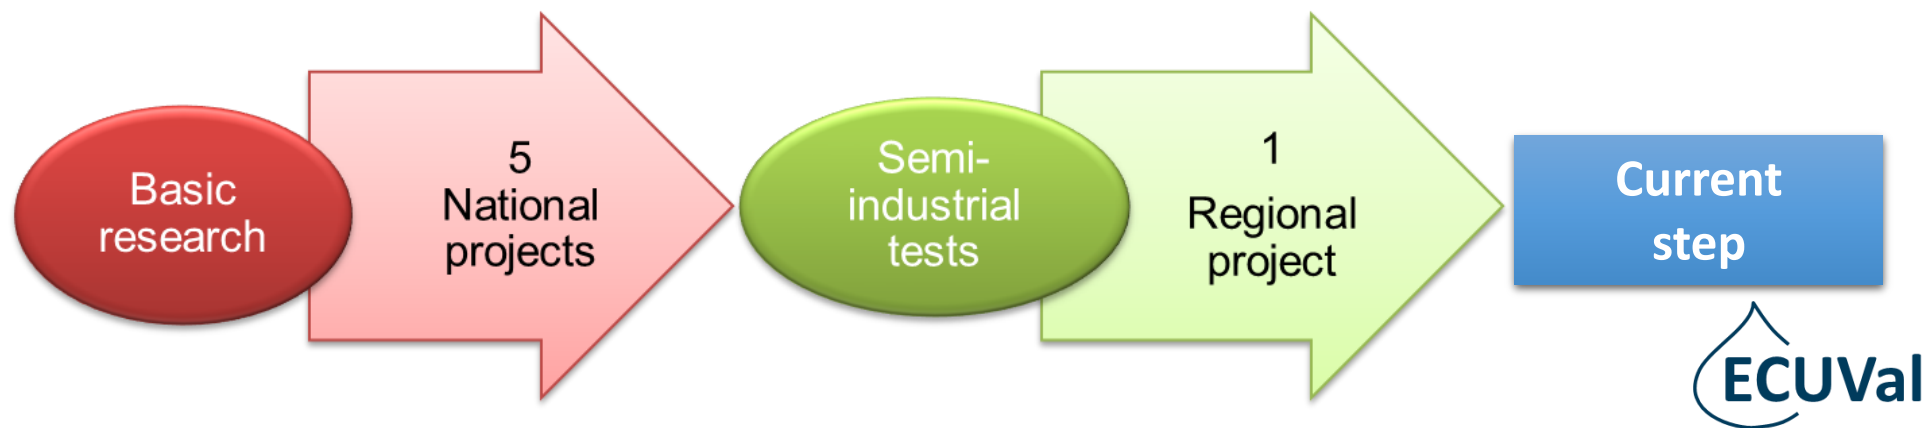 Basic
research
5
National
projects
Semi-
industrial
tests
1
Regional
project
Current
step
ECUVal